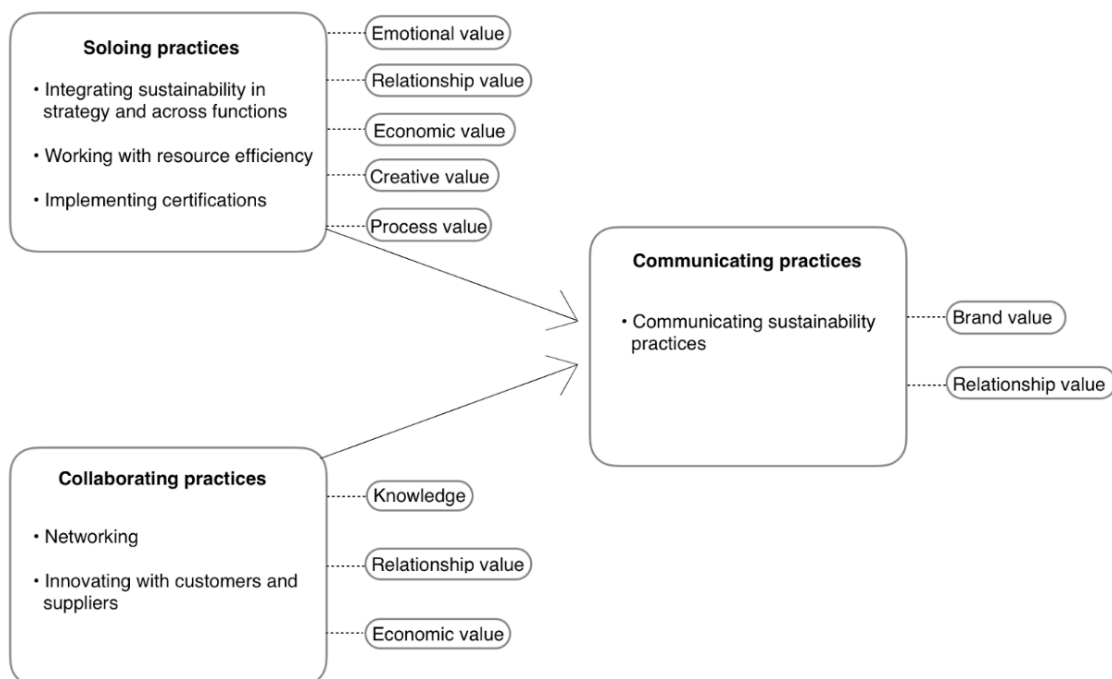 Soloing practices
• Integrating sustainability in
strategy and across functions
• Working with resource efficiency
• Implementing certifications
Emotional value
Relationship value
Economic value
Creative value
Process value
Communicating practices
• Communicating sustainability
practices
Brand value
Relationship value
Collaborating practices
• Networking
• Innovating with customers and
suppliers
Knowledge
Relationship value
Economic value